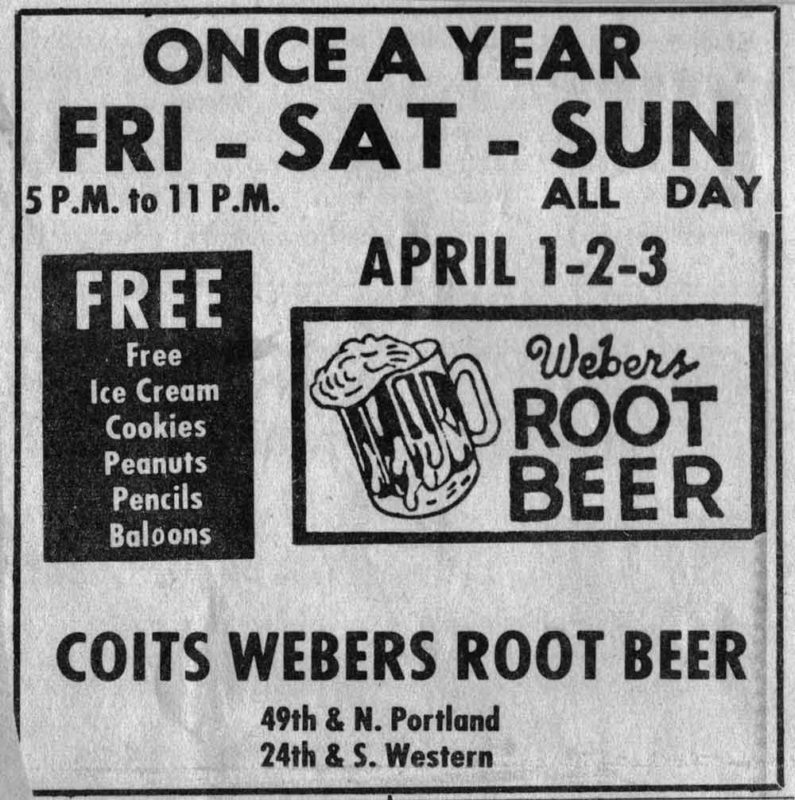 ONCE A YEAR
FRI - SAT - SUN
5 P.M. to 11 P.M.
ALL DAY
APRIL 1-2-3
FREE
Free
Ice Cream
Cookies
Peanuts
Pencils
Baloons
Webers
ROOT
BEER
COITS WEBERS ROOT BEER
49th & N. Portland
24th & S. Western